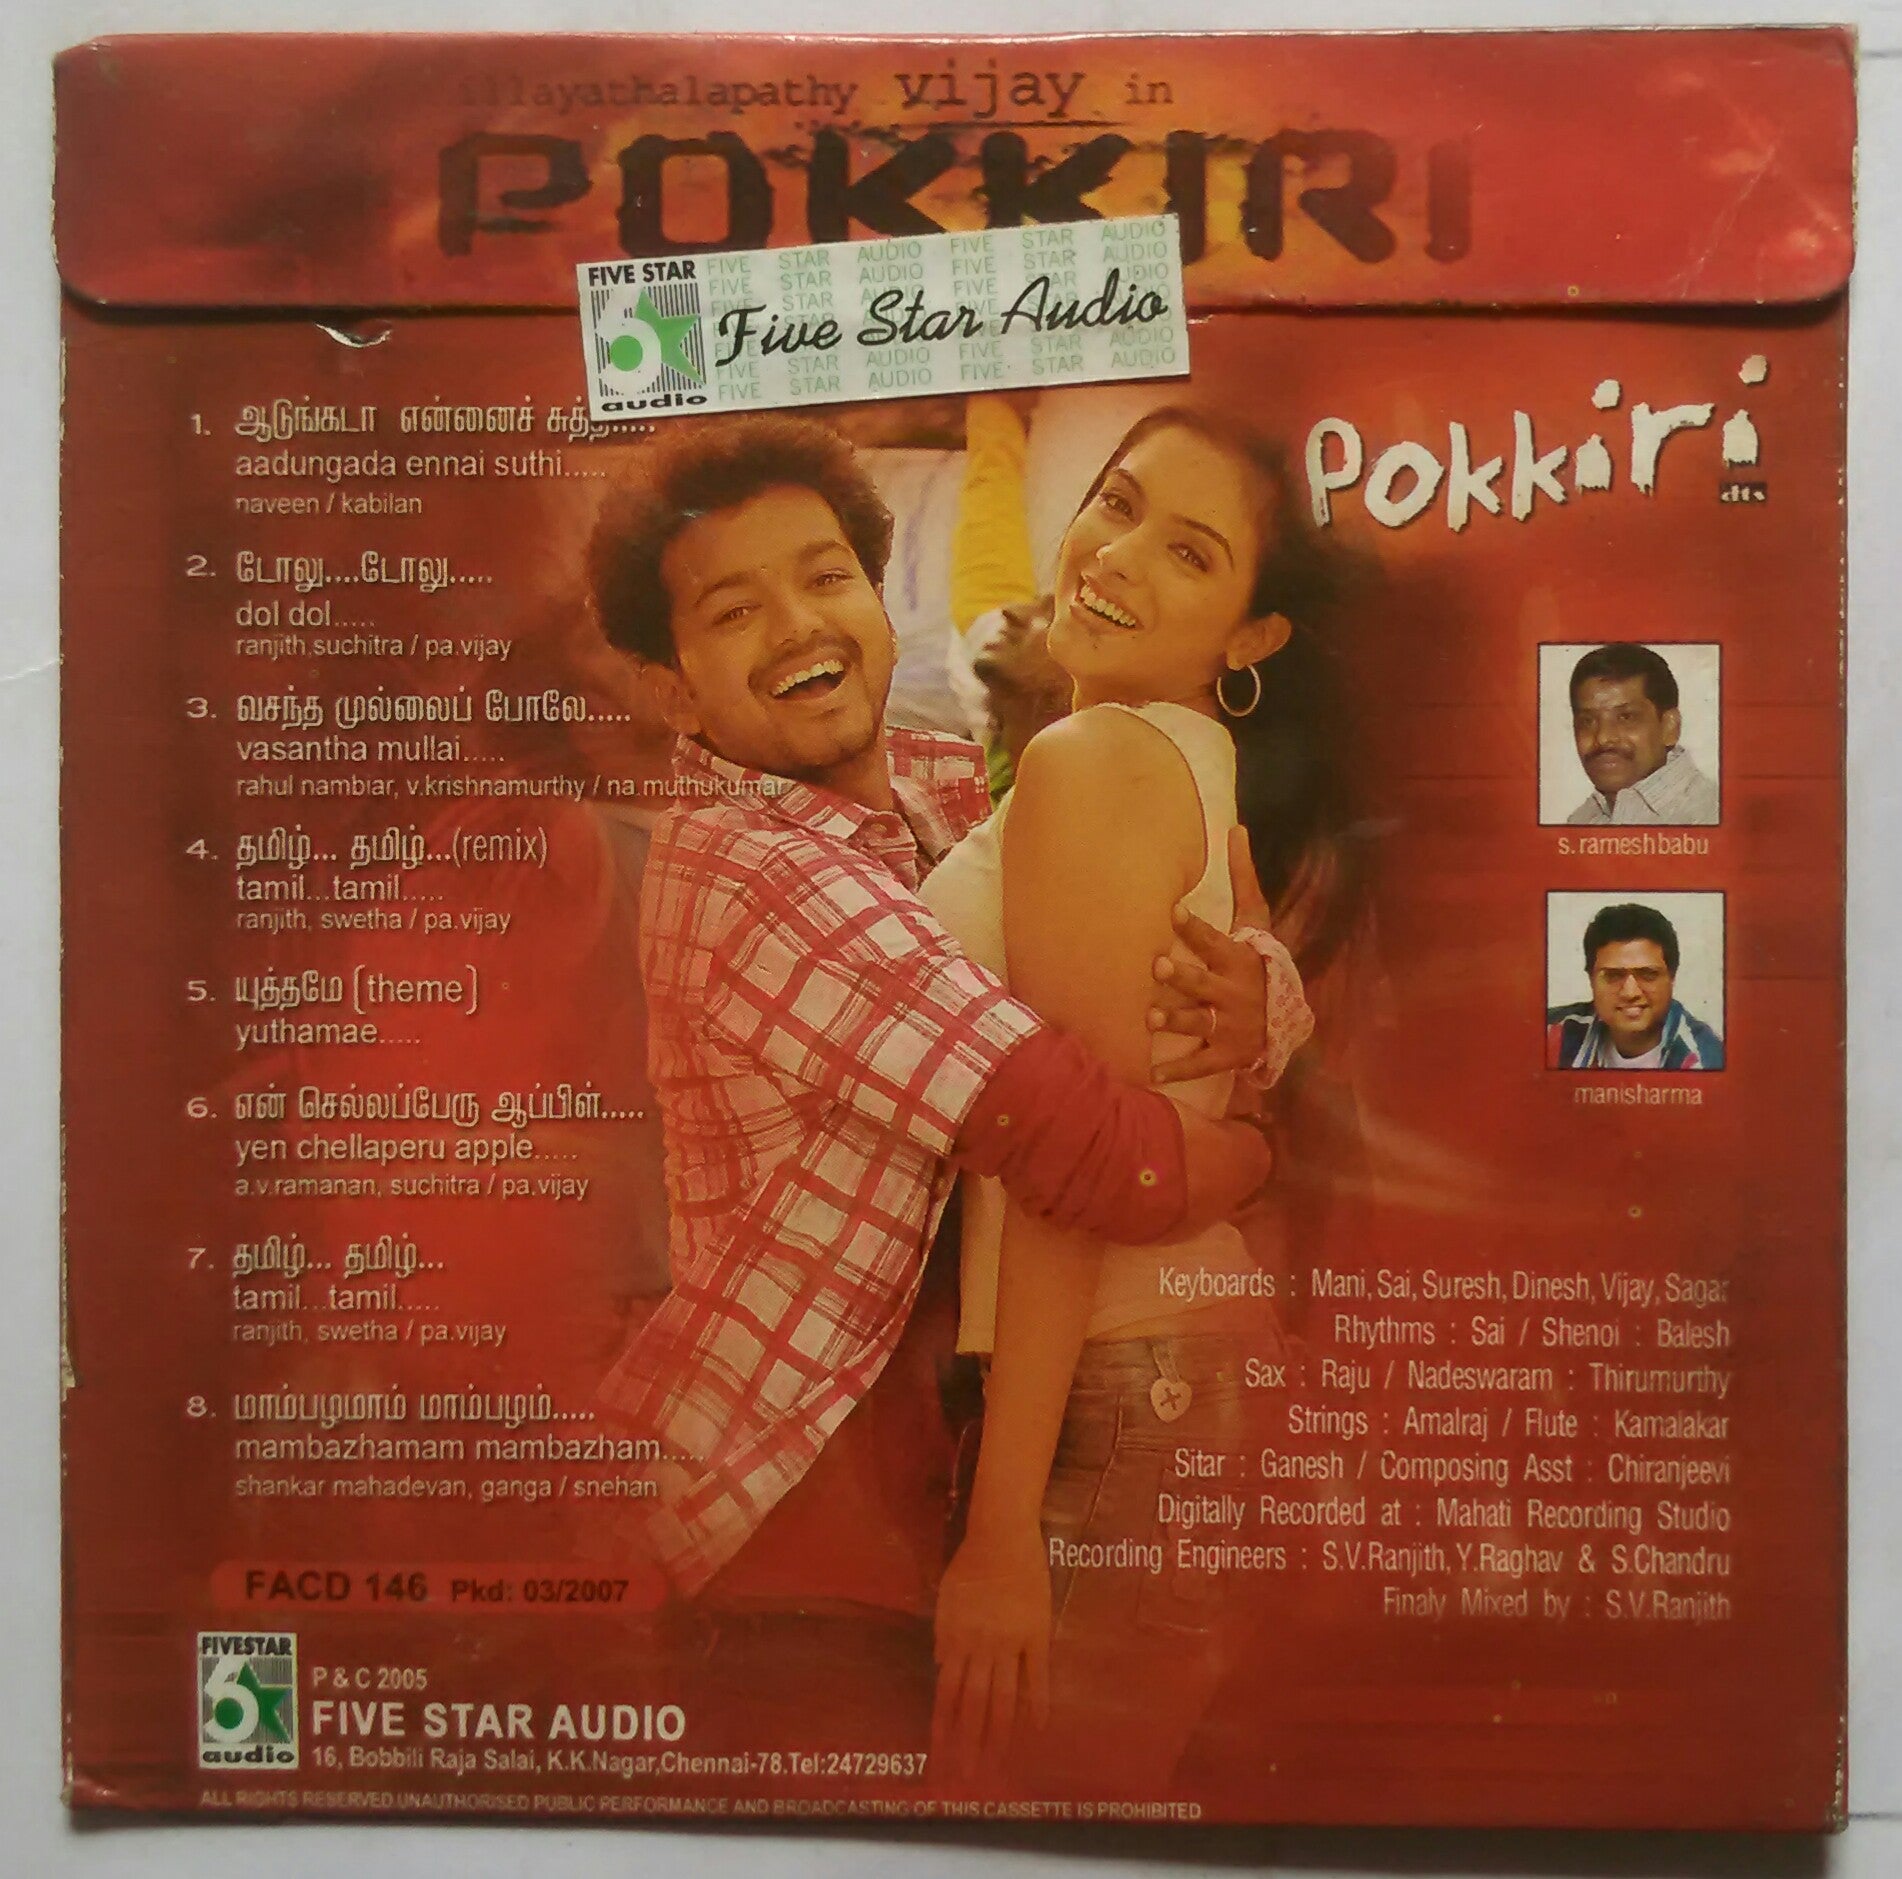 illayathalapathy vijay in
POKKIRI
FIVE STAR
audio
Five Star Audio
FIVE STAR AUDIO FIVE STAR AUDIO
pokkiri
dts
1. ஆடுங்கடா என்னைச் சுத்தி.....
aadungada ennai suthi.....
naveen / kabilan
2. டோலு....டோலு.....
dol dol.....
ranjith,suchitra / pa.vijay
3. வசந்த முல்லைப் போலே.....
vasantha mullai.....
rahul nambiar, v.krishnamurthy / na.muthukumar
4. தமிழ்... தமிழ்...(remix)
tamil...tamil.....
ranjith, swetha / pa.vijay
5. யுத்தமே (theme)
yuthamae.....
6. என் செல்லப்பேரு ஆப்பிள்.....
yen chellaperu apple.....
a.v.ramanan, suchitra / pa.vijay
7. தமிழ்... தமிழ்...
tamil...tamil.....
ranjith, swetha / pa.vijay
8. மாம்பழமாம் மாம்பழம்.....
mambazhamam mambazham.....
shankar mahadevan, ganga / snehan
s.rameshbabu
manisharma
Keyboards : Mani, Sai, Suresh, Dinesh, Vijay, Sagar
Rhythms : Sai / Shenoi : Balesh
Sax : Raju / Nadeswaram : Thirumurthy
Strings : Amalraj / Flute : Kamalakar
Sitar : Ganesh / Composing Asst : Chiranjeevi
Digitally Recorded at : Mahati Recording Studio
Recording Engineers : S.V.Ranjith, Y.Raghav & S.Chandru
Finaly Mixed by : S.V.Ranjith
FACD 146 Pkd: 03/2007
FIVESTAR
audio
P & C 2005
FIVE STAR AUDIO
16, Bobbili Raja Salai, K.K.Nagar,Chennai-78.Tel:24729637
ALL RIGHTS RESERVED.UNAUTHORISED PUBLIC PERFORMANCE AND BROADCASTING OF THIS CASSETTE IS PROHIBITED